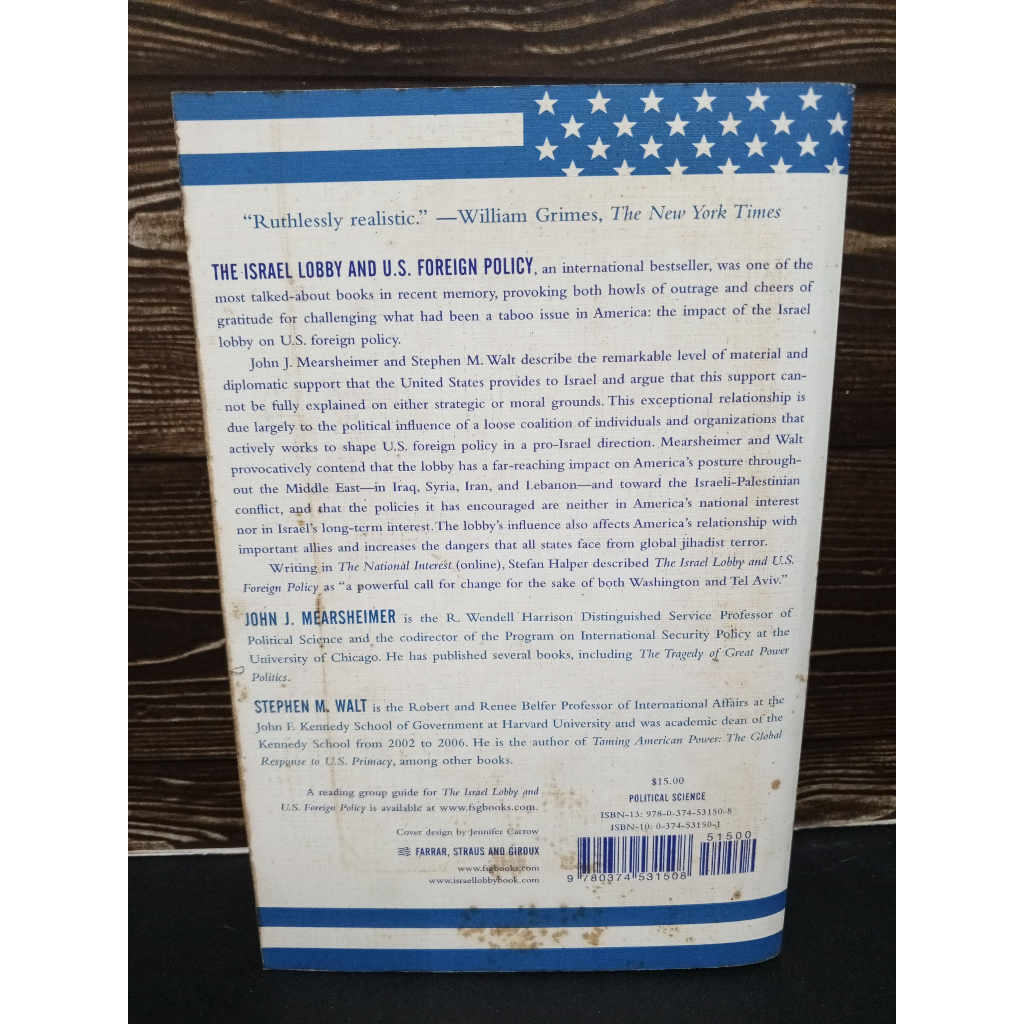 “Ruthlessly realistic.” —William Grimes, The New York Times
THE ISRAEL LOBBY AND U.S. FOREIGN POLICY, an international bestseller, was one of the
most talked-about books in recent memory, provoking both howls of outrage and cheers of
gratitude for challenging what had been a taboo issue in America: the impact of the Israel
lobby on U.S. foreign policy.
John J. Mearsheimer and Stephen M. Walt describe the remarkable level of material and
diplomatic support that the United States provides to Israel and argue that this support can-
not be fully explained on either strategic or moral grounds. This exceptional relationship is
due largely to the political influence of a loose coalition of individuals and organizations that
actively works to shape U.S. foreign policy in a pro-Israel direction. Mearsheimer and Walt
provocatively contend that the lobby has a far-reaching impact on America’s posture through-
out the Middle East—in Iraq, Syria, Iran, and Lebanon—and toward the Israeli-Palestinian
conflict, and that the policies it has encouraged are neither in America’s national interest
nor in Israel’s long-term interest. The lobby’s influence also affects America’s relationship with
important allies and increases the dangers that all states face from global jihadist terror.
Writing in The National Interest (online), Stefan Halper described The Israel Lobby and U.S.
Foreign Policy as “a powerful call for change for the sake of both Washington and Tel Aviv.”
JOHN J. MEARSHEIMER is the R. Wendell Harrison Distinguished Service Professor of
Political Science and the codirector of the Program on International Security Policy at the
University of Chicago. He has published several books, including The Tragedy of Great Power
Politics.
STEPHEN M. WALT is the Robert and Renee Belfer Professor of International Affairs at the
John F. Kennedy School of Government at Harvard University and was academic dean of the
Kennedy School from 2002 to 2006. He is the author of Taming American Power: The Global
Response to U.S. Primacy, among other books.
A reading group guide for The Israel Lobby and
U.S. Foreign Policy is available at www.fsgbooks.com.
Cover design by Jennifer Carrow
FARRAR, STRAUS AND GIROUX
www.fsgbooks.com
www.israellobbybook.com
$15.00
POLITICAL SCIENCE
ISBN-13: 978-0-374-53150-8
ISBN-10: 0-374-53150-1
51500
9 780374 531508